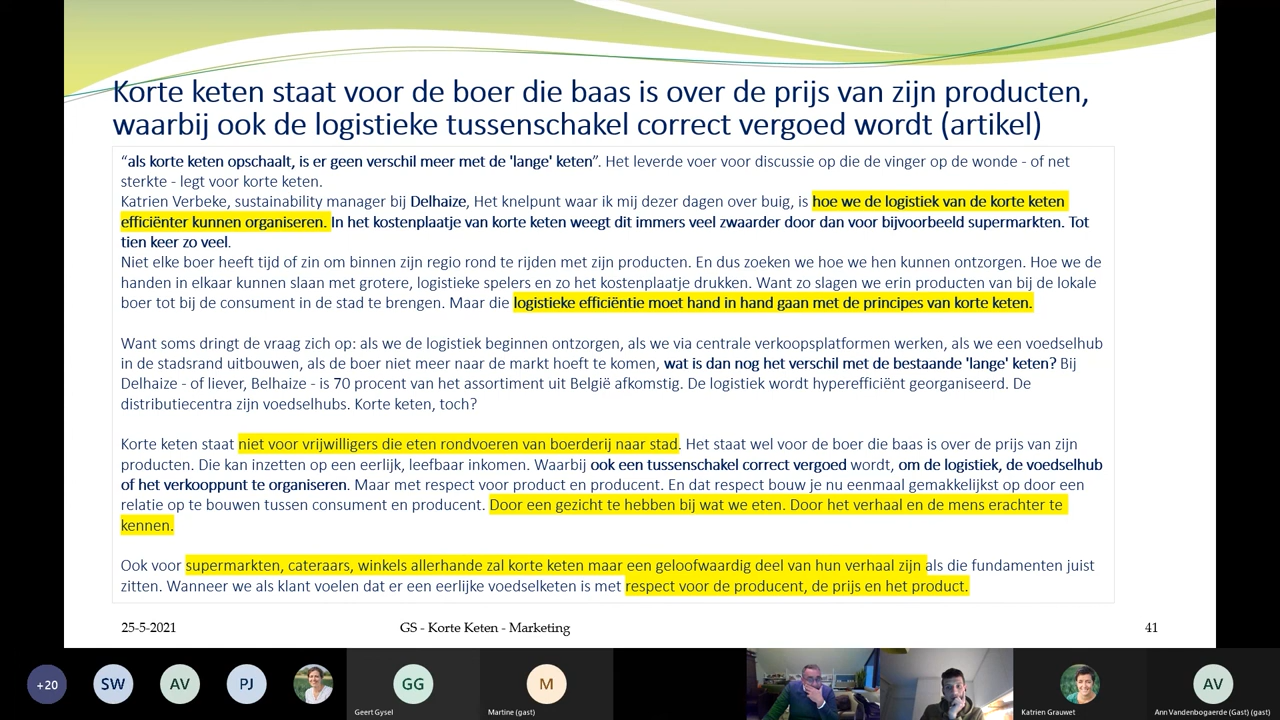 Korte keten staat voor de boer die baas is over de prijs van zijn producten,
waarbij ook de logistieke tussenschakel correct vergoed wordt (artikel)
“als korte keten opschaalt, is er geen verschil meer met de 'lange' keten”. Het leverde voer voor discussie op die de vinger op de wonde - of net
sterkte - legt voor korte keten.
Katrien Verbeke, sustainability manager bij Delhaize, Het knelpunt waar ik mij dezer dagen over buig, is hoe we de logistiek van de korte keten
efficiënter kunnen organiseren. In het kostenplaatje van korte keten weegt dit immers veel zwaarder door dan voor bijvoorbeeld supermarkten. Tot
tien keer zo veel.
Niet elke boer heeft tijd of zin om binnen zijn regio rond te rijden met zijn producten. En dus zoeken we hoe we hen kunnen ontzorgen. Hoe we de
handen in elkaar kunnen slaan met grotere, logistieke spelers en zo het kostenplaatje drukken. Want zo slagen we erin producten van bij de lokale
boer tot bij de consument in de stad te brengen. Maar die logistieke efficiëntie moet hand in hand gaan met de principes van korte keten.
Want soms dringt de vraag zich op: als we de logistiek beginnen ontzorgen, als we via centrale verkoopsplatformen werken, als we een voedselhub
in de stadsrand uitbouwen, als de boer niet meer naar de markt hoeft te komen, wat is dan nog het verschil met de bestaande 'lange' keten? Bij
Delhaize - of liever, Belhaize - is 70 procent van het assortiment uit België afkomstig. De logistiek wordt hyperefficiënt georganiseerd. De
distributiecentra zijn voedselhubs. Korte keten, toch?
Korte keten staat niet voor vrijwilligers die eten rondvoeren van boerderij naar stad. Het staat wel voor de boer die baas is over de prijs van zijn
producten. Die kan inzetten op een eerlijk, leefbaar inkomen. Waarbij ook een tussenschakel correct vergoed wordt, om de logistiek, de voedselhub
of het verkooppunt te organiseren. Maar met respect voor product en producent. En dat respect bouw je nu eenmaal gemakkelijkst op door een
relatie op te bouwen tussen consument en producent. Door een gezicht te hebben bij wat we eten. Door het verhaal en de mens erachter te
kennen.
Ook voor supermarkten, cateraars, winkels allerhande zal korte keten maar een geloofwaardig deel van hun verhaal zijn als die fundamenten juist
zitten. Wanneer we als klant voelen dat er een eerlijke voedselketen is met respect voor de producent, de prijs en het product.
25-5-2021
GS - Korte Keten - Marketing
41
+20
SW
AV
PJ
GG
M
AV
Geert Gysel
Martine (gast)
Katrien Grauwet
Ann Vandenbogaerde (Gast) (gast)